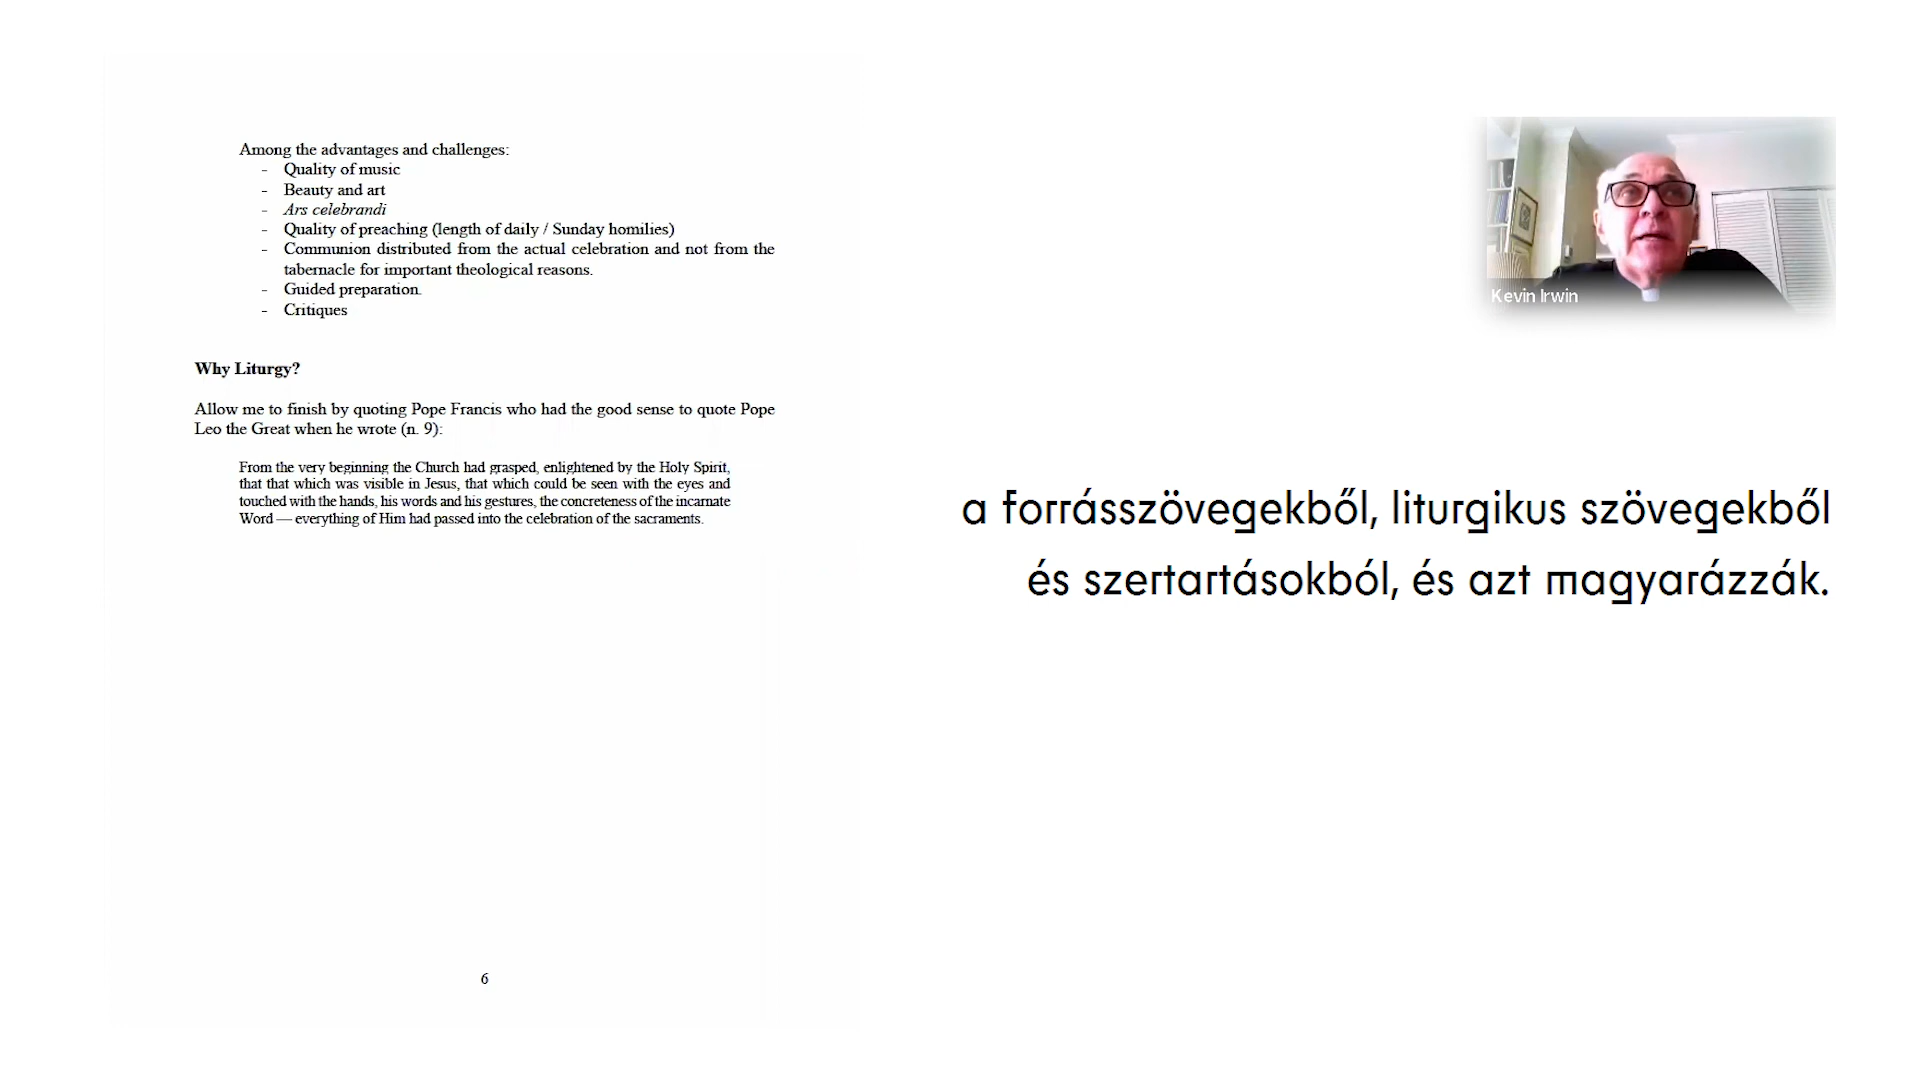 Among the advantages and challenges:
- Quality of music
- Beauty and art
- Ars celebrandi
- Quality of preaching (length of daily / Sunday homilies)
- Communion distributed from the actual celebration and not from the
tabernacle for important theological reasons.
- Guided preparation.
- Critiques
Why Liturgy?
Allow me to finish by quoting Pope Francis who had the good sense to quote Pope
Leo the Great when he wrote (n. 9):
From the very beginning the Church had grasped, enlightened by the Holy Spirit,
that that which was visible in Jesus, that which could be seen with the eyes and
touched with the hands, his words and his gestures, the concreteness of the incarnate
Word — everything of Him had passed into the celebration of the sacraments.
6
Kevin Irwin
a forrásszövegekből, liturgikus szövegekből
és szertartásokból, és azt magyarázzák.